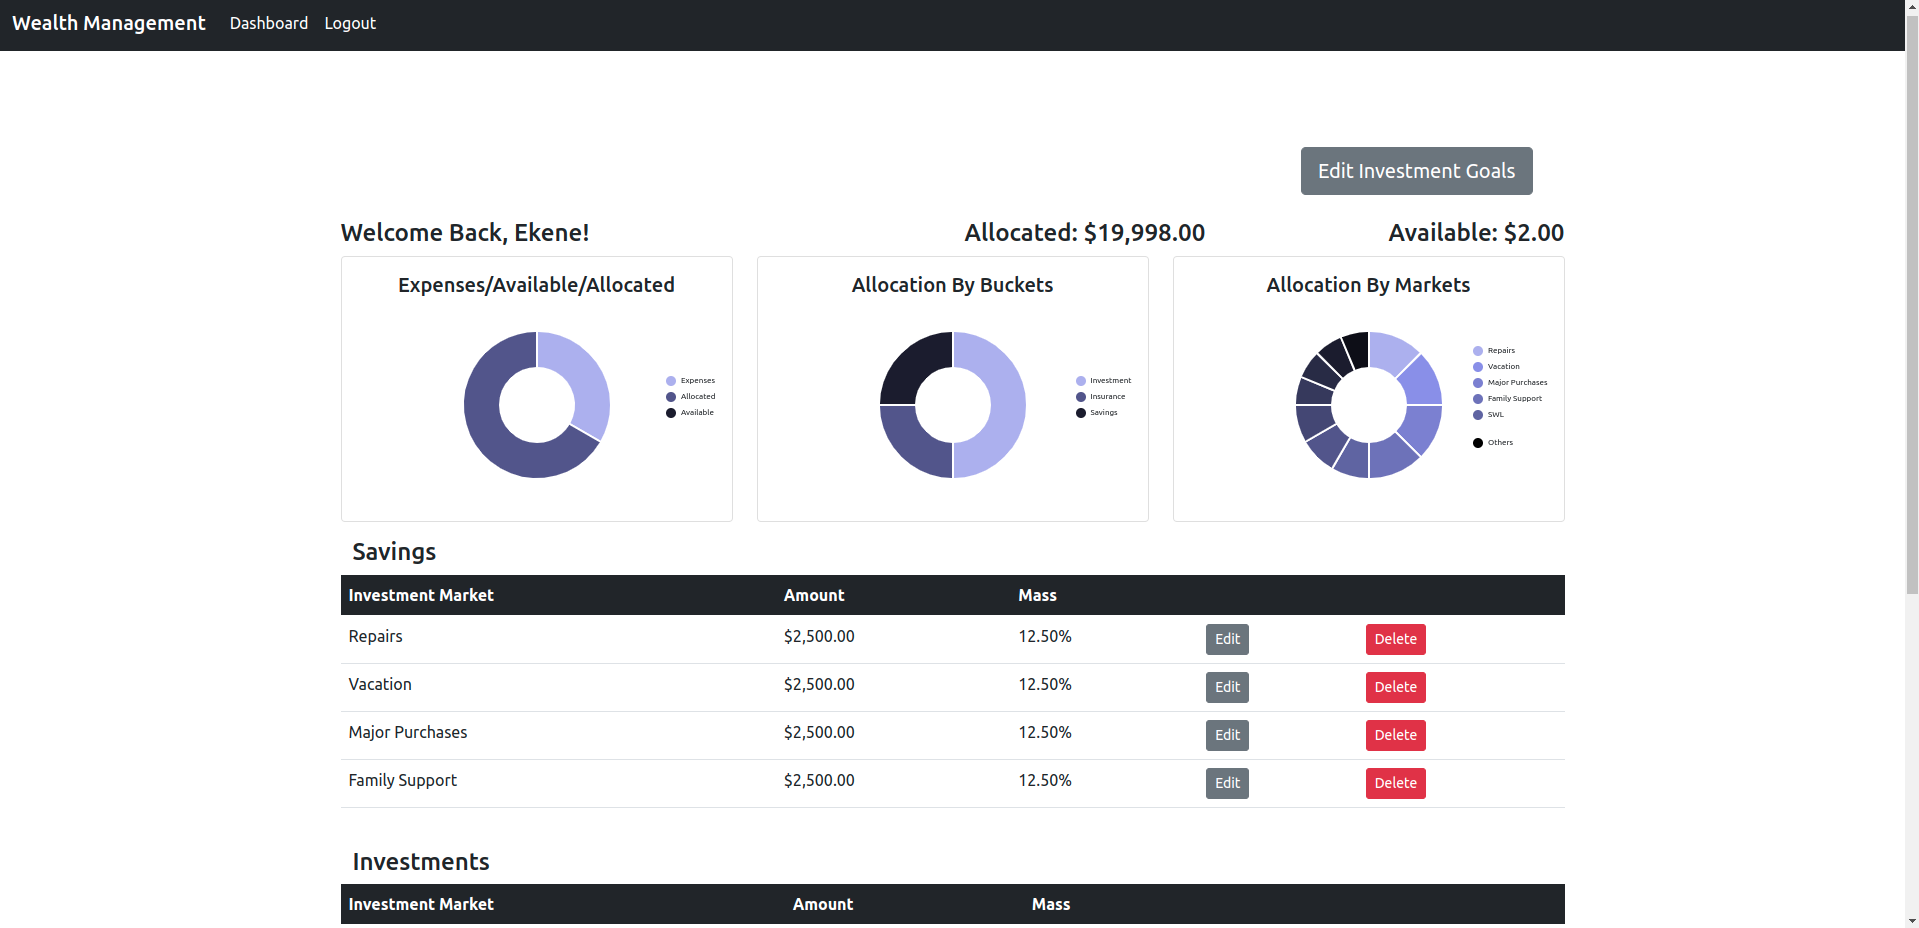 Wealth Management Dashboard Logout
Edit Investment Goals
Welcome Back, Ekene! Allocated: $19,998.00 Available: $2.00
Expenses/Available/Allocated
Expenses
Allocated
Available
Allocation By Buckets
Investment
Insurance
Savings
Allocation By Markets
Repairs
Vacation
Major Purchases
Family Support
SWL
Others
Savings
Investment Market Amount Mass
Repairs $2,500.00 12.50% Edit Delete
Vacation $2,500.00 12.50% Edit Delete
Major Purchases $2,500.00 12.50% Edit Delete
Family Support $2,500.00 12.50% Edit Delete
Investments
Investment Market Amount Mass